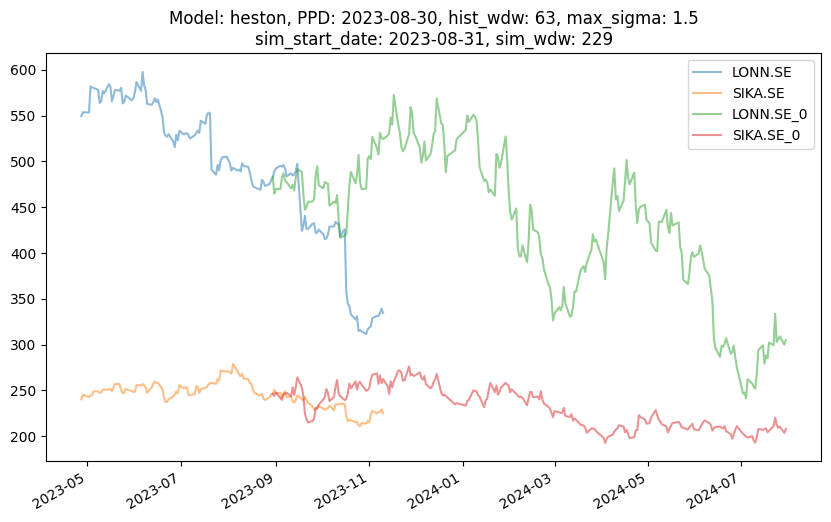 Model: heston, PPD: 2023-08-30, hist_wdw: 63, max_sigma: 1.5
sim_start_date: 2023-08-31, sim_wdw: 229
LONN.SE
SIKA.SE
LONN.SE_0
SIKA.SE_0
600
550
500
450
400
350
300
250
200
2023-05
2023-07
2023-09
2023-11
2024-01
2024-03
2024-05
2024-07